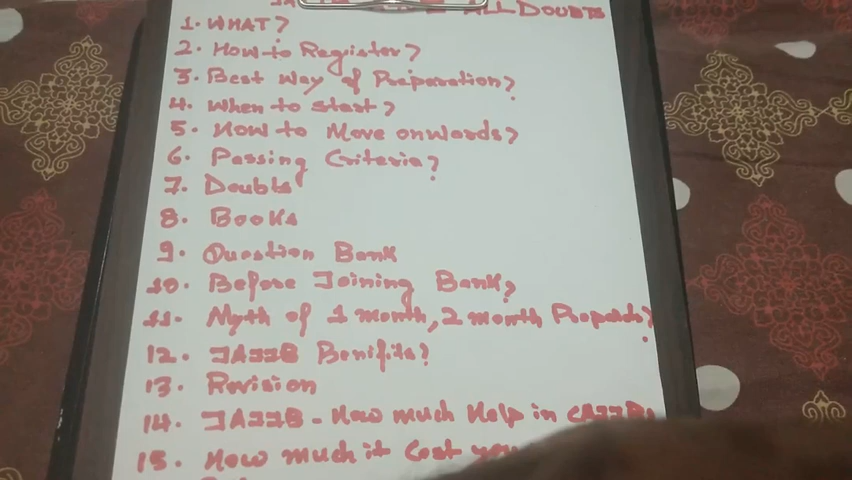 ALL DOUBTS
1. WHAT?
2. How to Register?
3. Best Way of Preparation?
4. When to start?
5. How to Move onwards?
6. Passing Criteria?
7. Doubts
8. Books
9. Question Bank
10. Before Joining Bank?
11. Myth of 1 month, 2 month
12. JAIIB Benifits?
13. Revision
14. JAIIB - How much Help in CAIIB
15. How much it Cost you